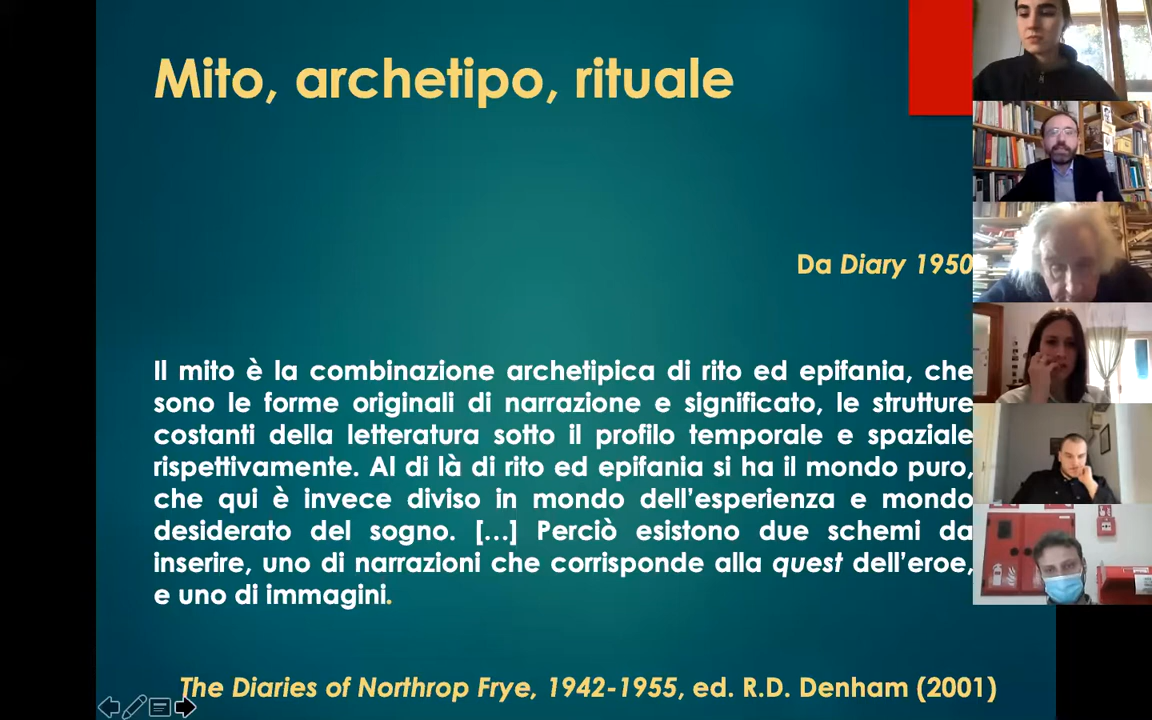 Mito, archetipo, rituale
Da Diary 1950
Il mito è la combinazione archetipica di rito ed epifania, che
sono le forme originali di narrazione e significato, le strutture
costanti della letteratura sotto il profilo temporale e spaziale
rispettivamente. Al di là di rito ed epifania si ha il mondo puro,
che qui è invece diviso in mondo dell’esperienza e mondo
desiderato del sogno. [...] Perciò esistono due schemi da
inserire, uno di narrazioni che corrisponde alla quest dell’eroe,
e uno di immagini.
The Diaries of Northrop Frye, 1942-1955, ed. R.D. Denham (2001)